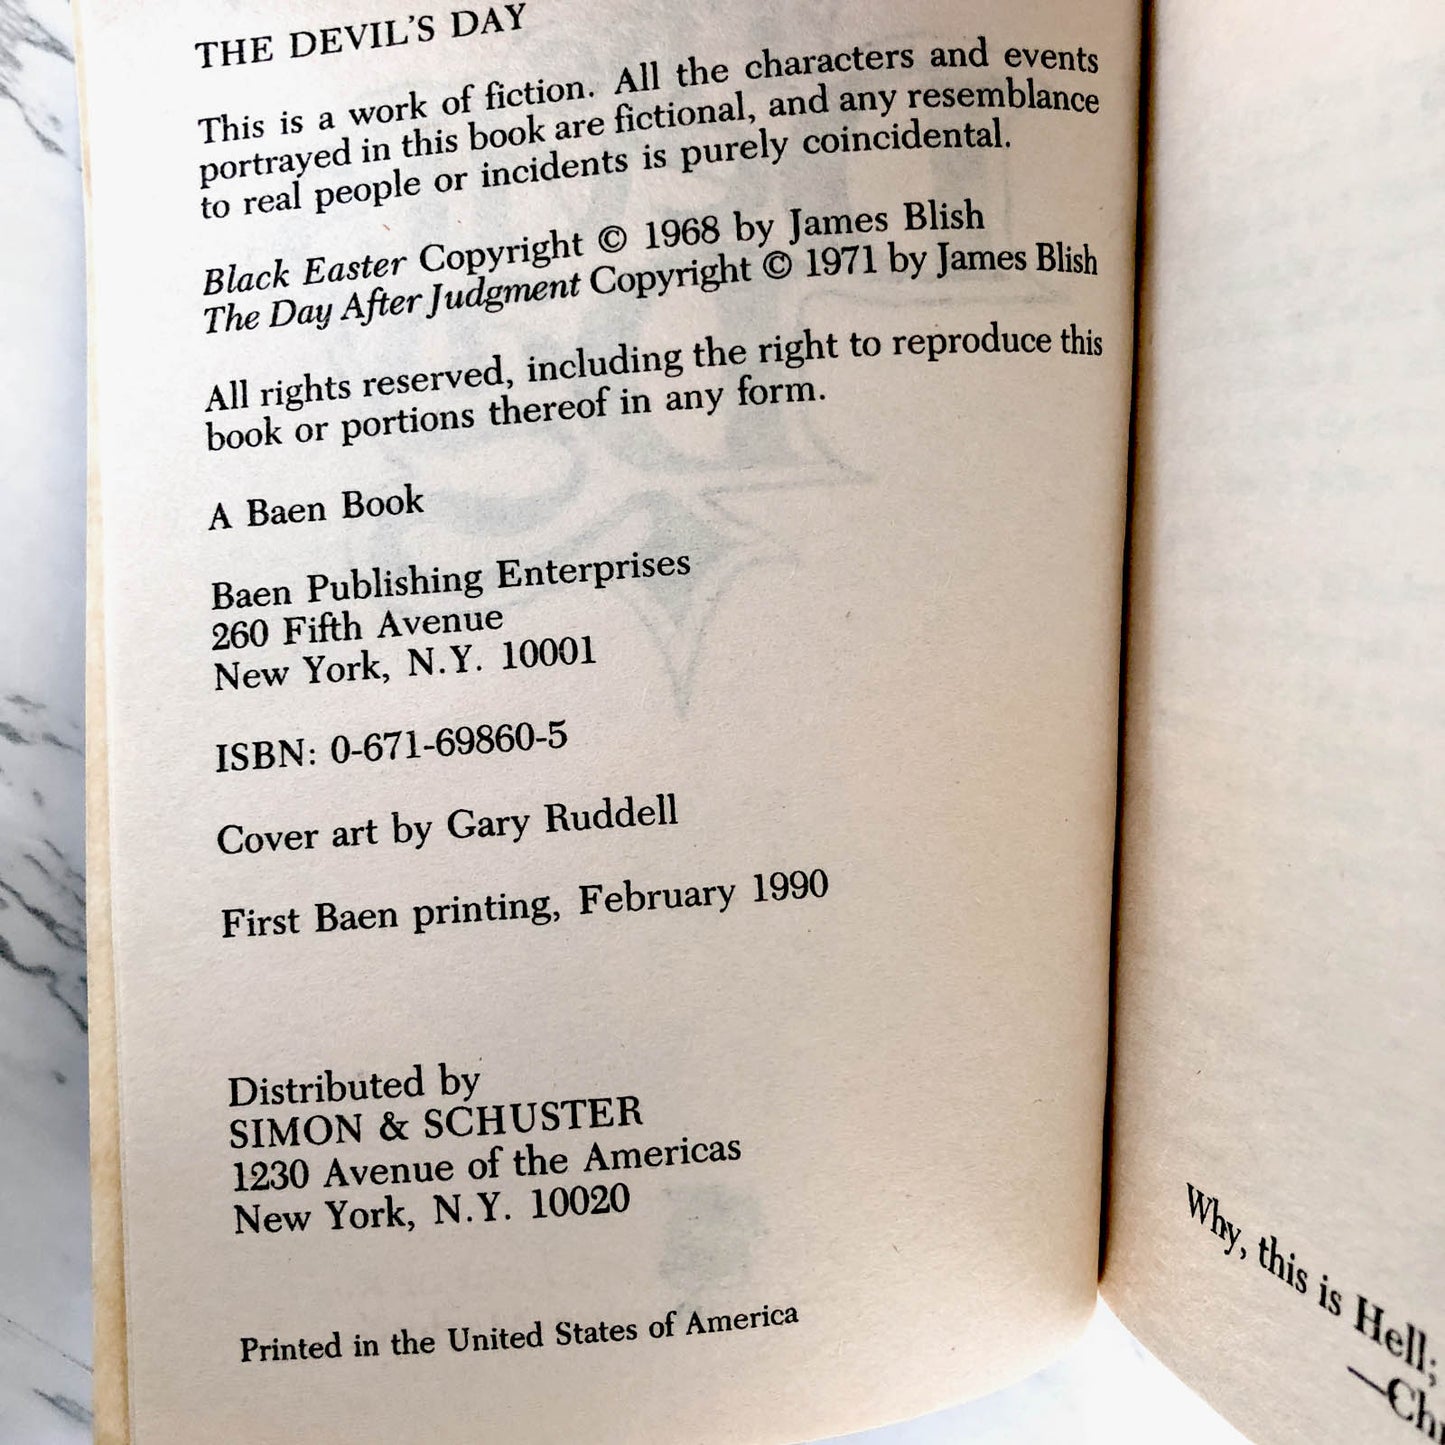 THE DEVIL'S DAY
This is a work of fiction. All the characters and events
portrayed in this book are fictional, and any resemblance
to real people or incidents is purely coincidental.
Black Easter Copyright © 1968 by James Blish
The Day After Judgment Copyright © 1971 by James Blish
All rights reserved, including the right to reproduce this
book or portions thereof in any form.
A Baen Book
Baen Publishing Enterprises
260 Fifth Avenue
New York, N.Y. 10001
ISBN: 0-671-69860-5
Cover art by Gary Ruddell
First Baen printing, February 1990
Distributed by
SIMON & SCHUSTER
1230 Avenue of the Americas
New York, N.Y. 10020
Printed in the United States of America
Why, this is Hell;